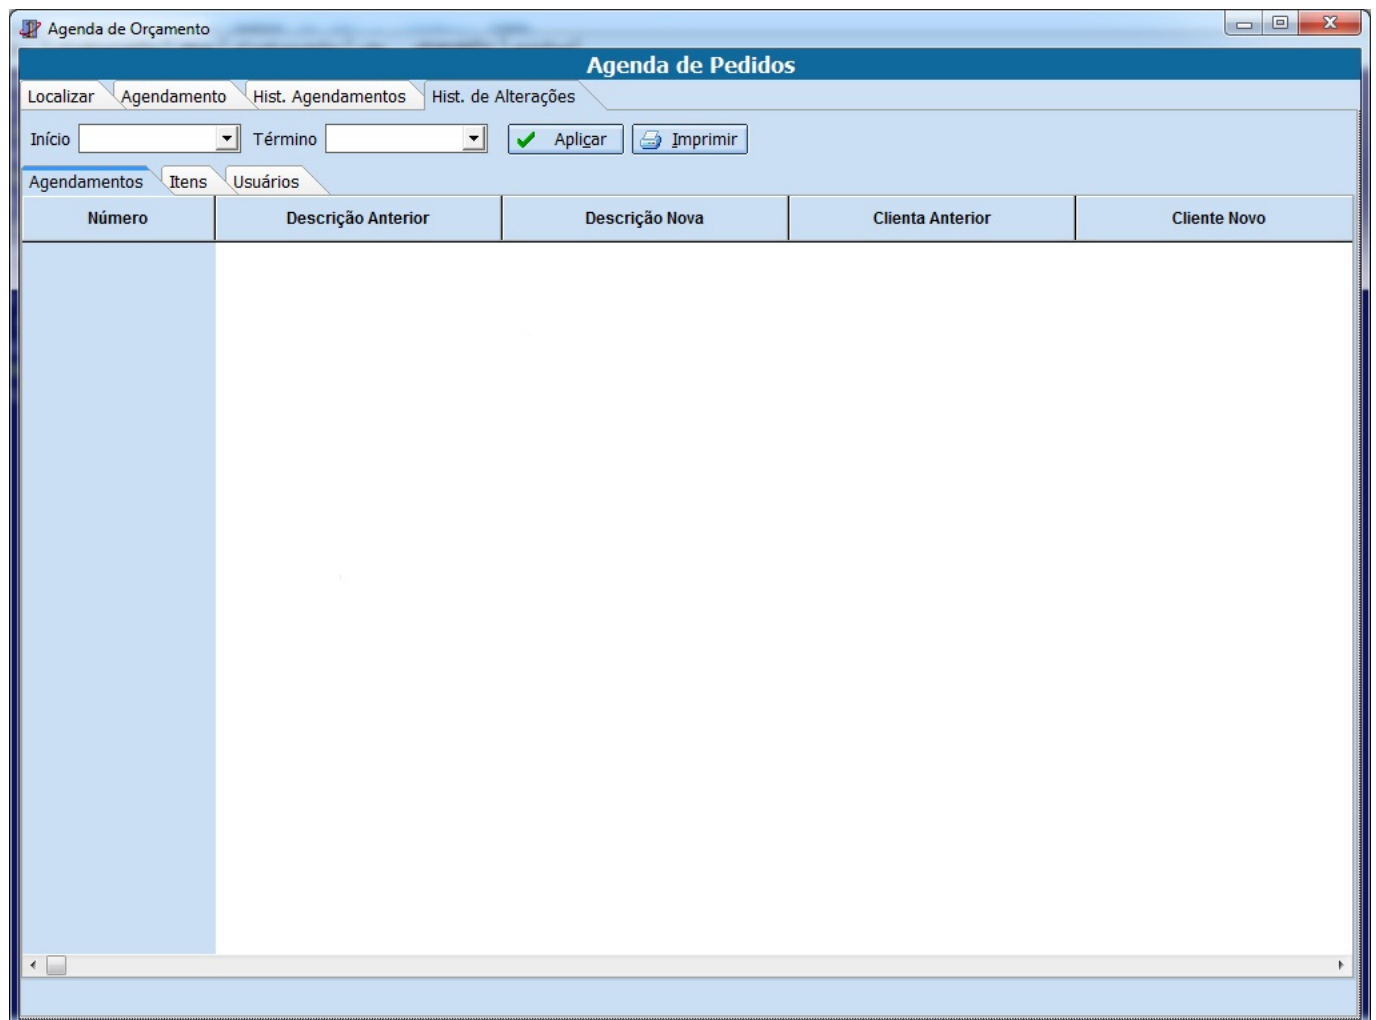 Agenda de Orçamento
Agenda de Pedidos
Localizar Agendamento Hist. Agendamentos Hist. de Alterações
Início Término Apliçar Imprimir
Agendamentos Itens Usuários
Número Descrição Anterior Descrição Nova Clienta Anterior Cliente Novo